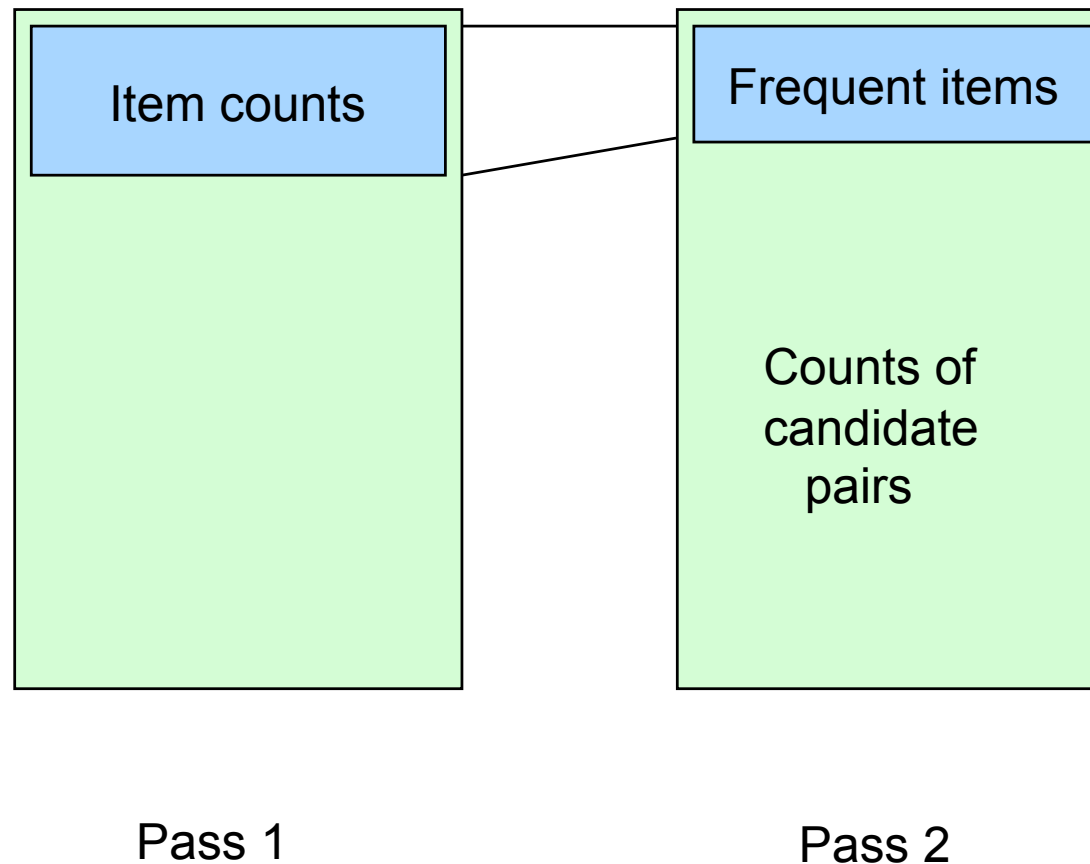 Item counts
Frequent items
Counts of
candidate
pairs
Pass 1
Pass 2